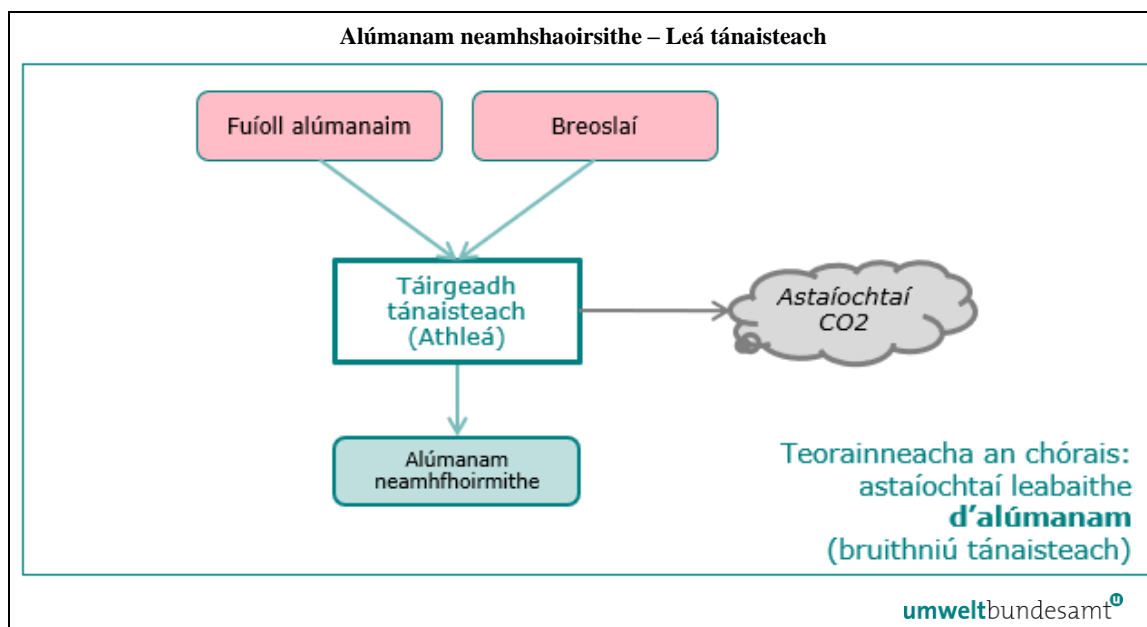 Alúmanam neamhshaoirsithe – Leá tánaisteach
Fuíoll alúmanaim
Breoslaí
Táirgeadh
tánaisteach
(Athleá)
Astaíochtaí
CO2
Alúmanam
neamhfhoirmithe
Teorainneacha an chórais:
astaíochtaí leabaithe
d'alúmanam
(bruithniú tánaisteach)
umweltbundesamt u